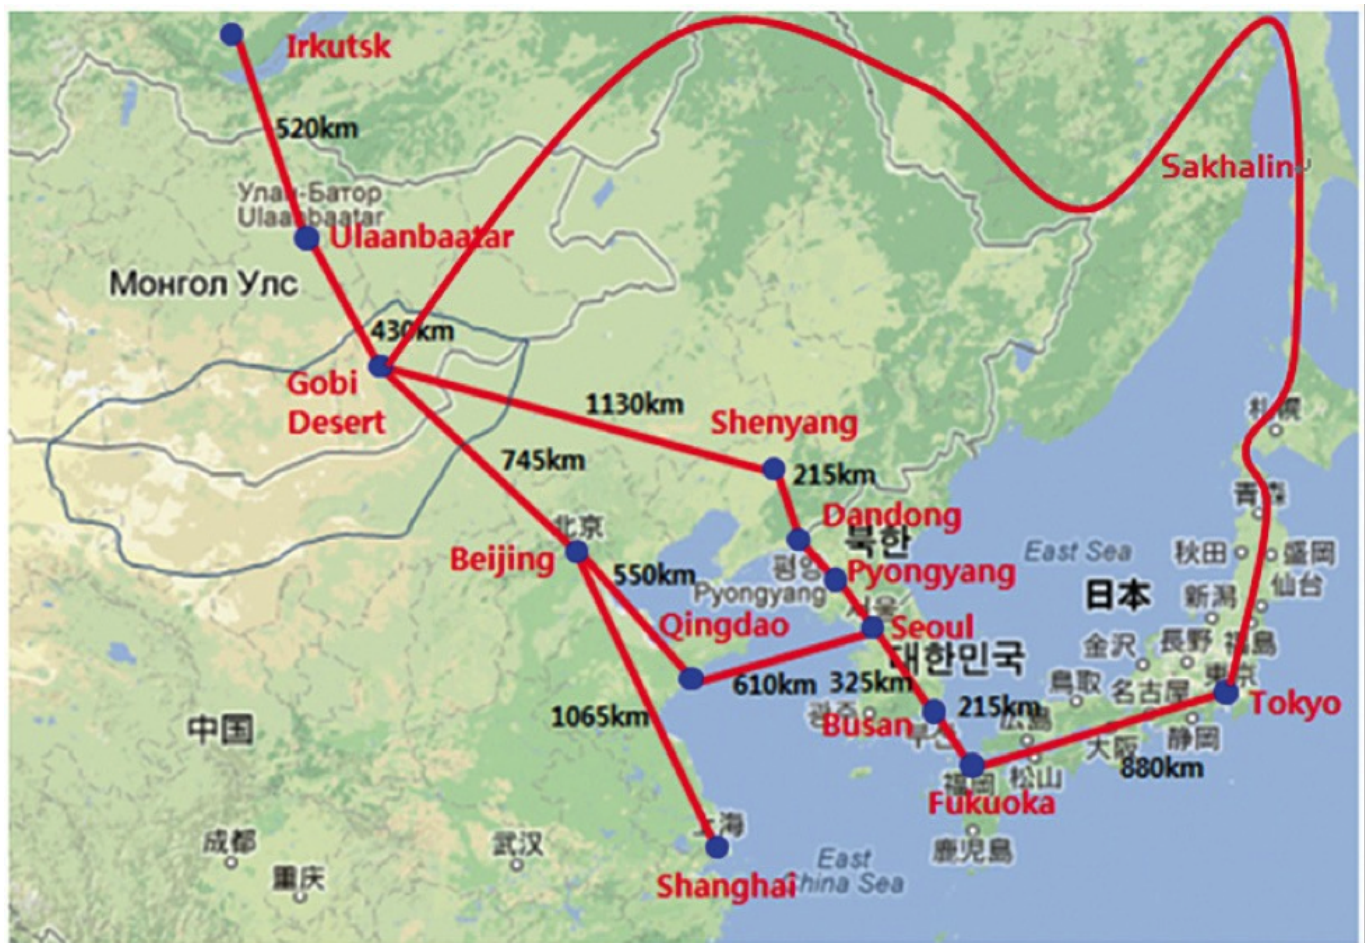 Irkutsk
520km
Улан-Батор
Ulaanbaatar
Ulaanbaatar
Монгол Улс
Sakhalin
430km
Gobi
Desert
1130km
Shenyang
札幌
745km
215km
青森
Dandong
北京
북한
East Sea
秋田
盛岡
Beijing
550km
평양
Pyongyang
Pyongyang
日本
仙台
新潟
서울
Qingdao
Seoul
대한민국
金沢
長野
福島
610km
325km
鳥取
名古屋
東京
Tokyo
1065km
광주
Busan
215km
부산
広島
中国
大阪
静岡
880km
福岡
松山
Fukuoka
上海
成都
武汉
鹿児島
重庆
Shanghai
East
China Sea